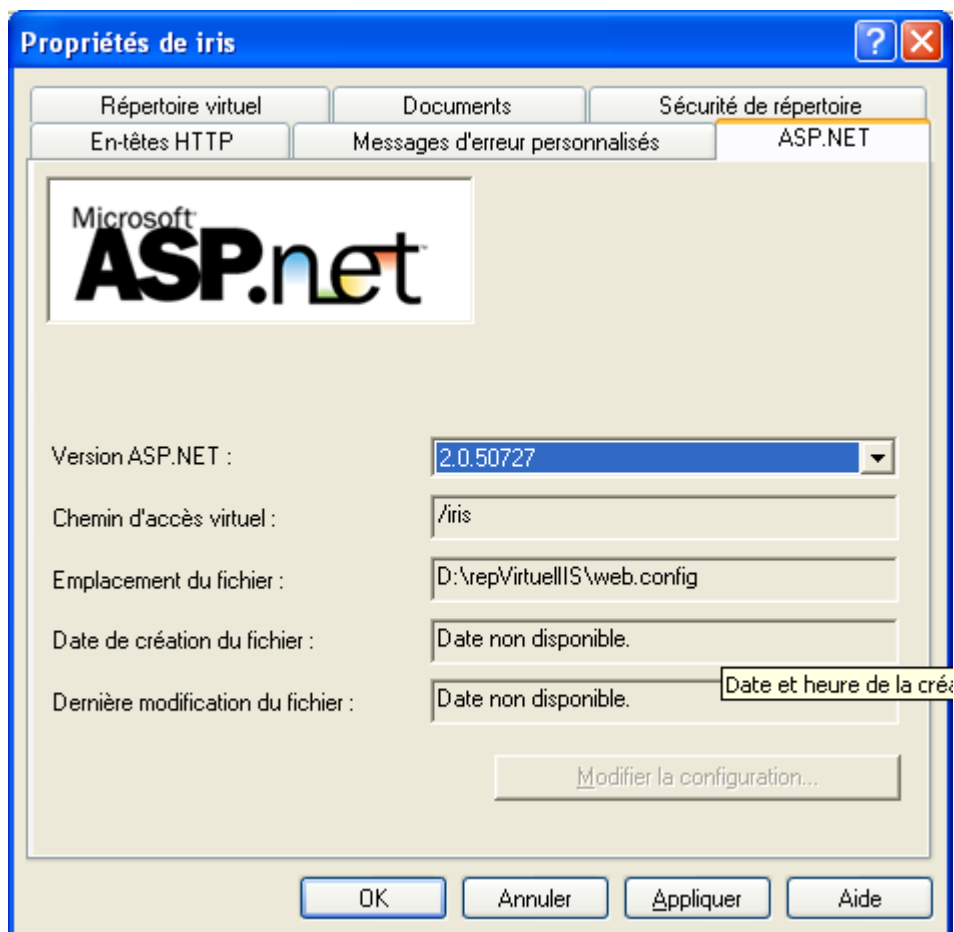 Propriétés de iris
Répertoire virtuel Documents Sécurité de répertoire
En-têtes HTTP Messages d'erreur personnalisés ASP.NET
Microsoft
ASP.net
Version ASP.NET : 2.0.50727
Chemin d'accès virtuel : /iris
Emplacement du fichier : D:\repVirtuelIIS\web.config
Date de création du fichier : Date non disponible.
Date et heure de la créa
Dernière modification du fichier : Date non disponible.
Modifier la configuration...
OK Annuler Appliquer Aide